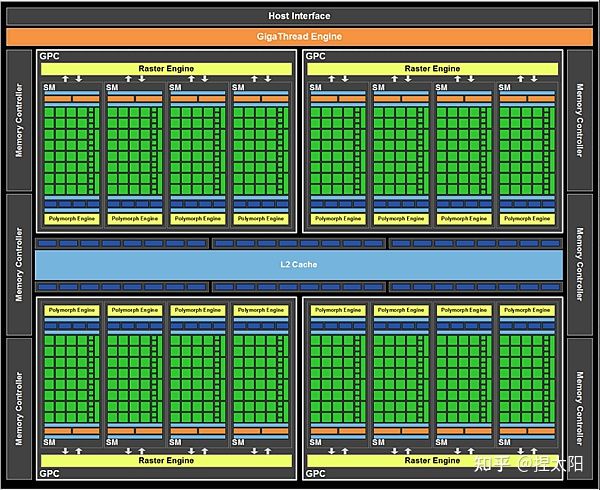 Host Interface
GigaThread Engine
GPC
Raster Engine
SM SM SM SM
Polymorph Engine Polymorph Engine Polymorph Engine Polymorph Engine
GPC
Raster Engine
SM SM SM SM
Polymorph Engine Polymorph Engine Polymorph Engine Polymorph Engine
Memory Controller
Memory Controller
Memory Controller
Memory Controller
Memory Controller
Memory Controller
L2 Cache
Polymorph Engine Polymorph Engine Polymorph Engine Polymorph Engine
SM SM SM SM
Raster Engine
GPC
Polymorph Engine Polymorph Engine Polymorph Engine Polymorph Engine
SM SM SM SM
Raster Engine
GPC
知乎 @捏太阳